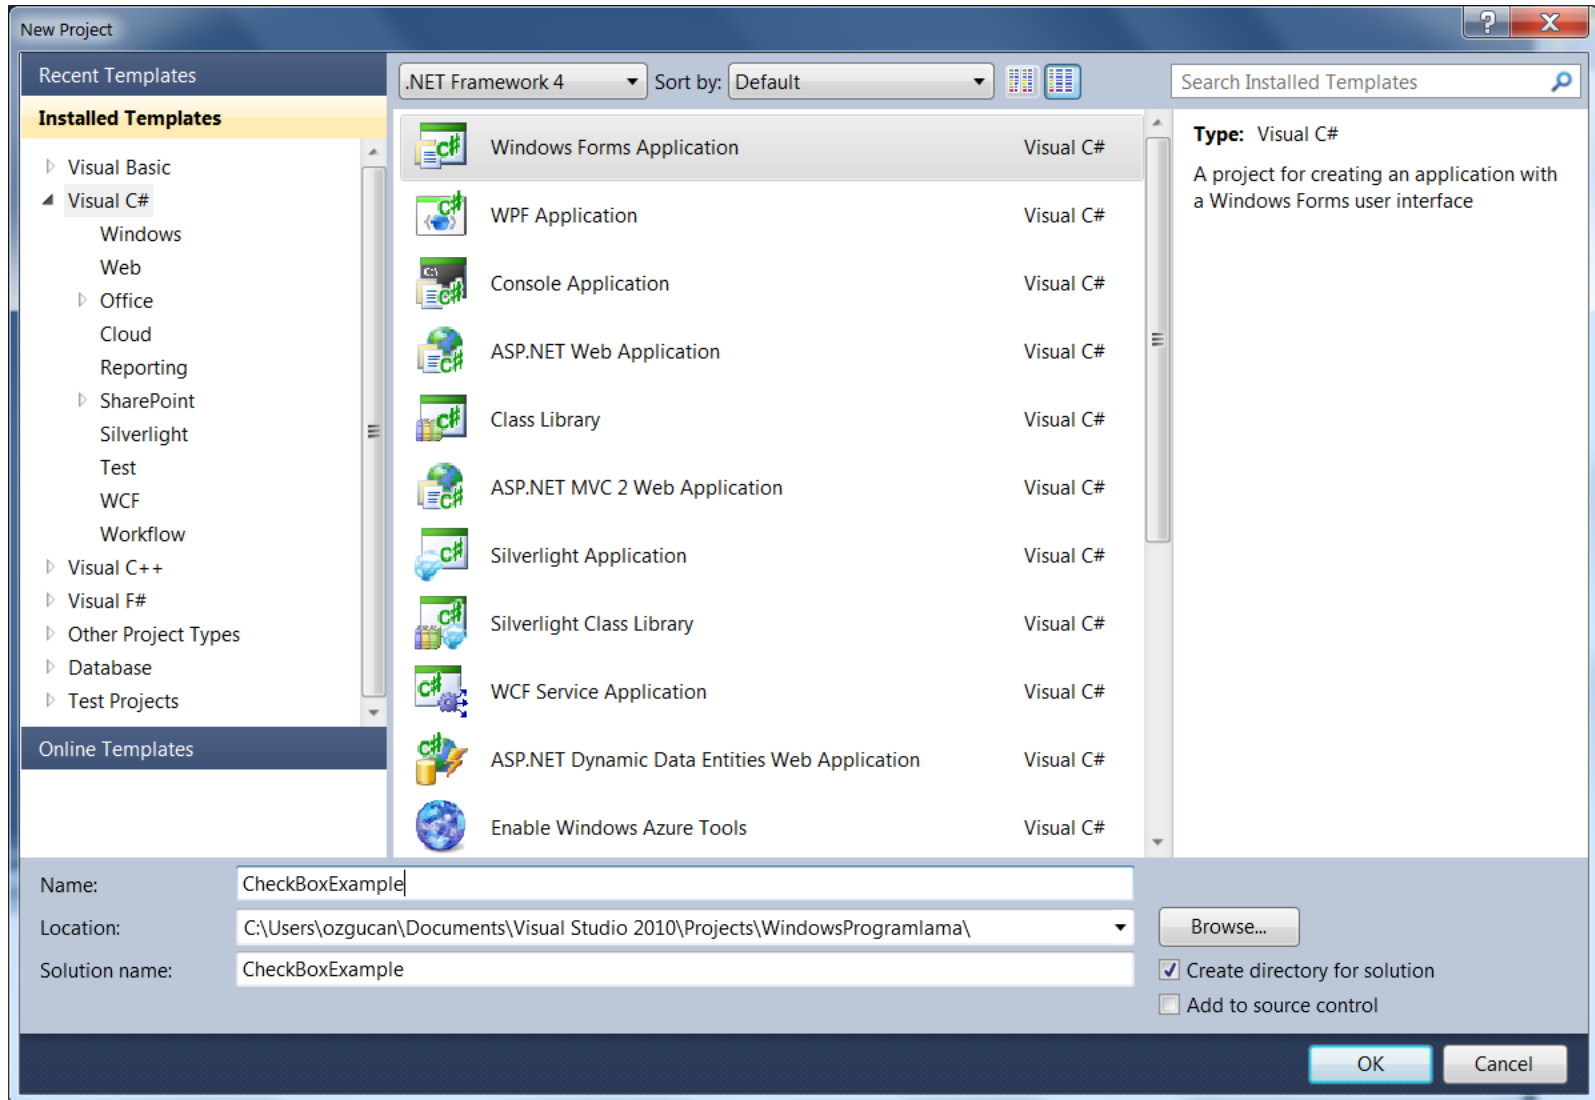 New Project
Recent Templates
Installed Templates
Visual Basic
Visual C#
Windows
Web
Office
Cloud
Reporting
SharePoint
Silverlight
Test
WCF
Workflow
Visual C++
Visual F#
Other Project Types
Database
Test Projects
Online Templates
.NET Framework 4
Sort by: Default
Search Installed Templates
Windows Forms Application Visual C#
WPF Application Visual C#
Console Application Visual C#
ASP.NET Web Application Visual C#
Class Library Visual C#
ASP.NET MVC 2 Web Application Visual C#
Silverlight Application Visual C#
Silverlight Class Library Visual C#
WCF Service Application Visual C#
ASP.NET Dynamic Data Entities Web Application Visual C#
Enable Windows Azure Tools Visual C#
Type: Visual C#
A project for creating an application with
a Windows Forms user interface
Name: CheckBoxExample
Location: C:\Users\ozgucan\Documents\Visual Studio 2010\Projects\WindowsProgramlama\
Browse...
Solution name: CheckBoxExample
Create directory for solution
Add to source control
OK Cancel